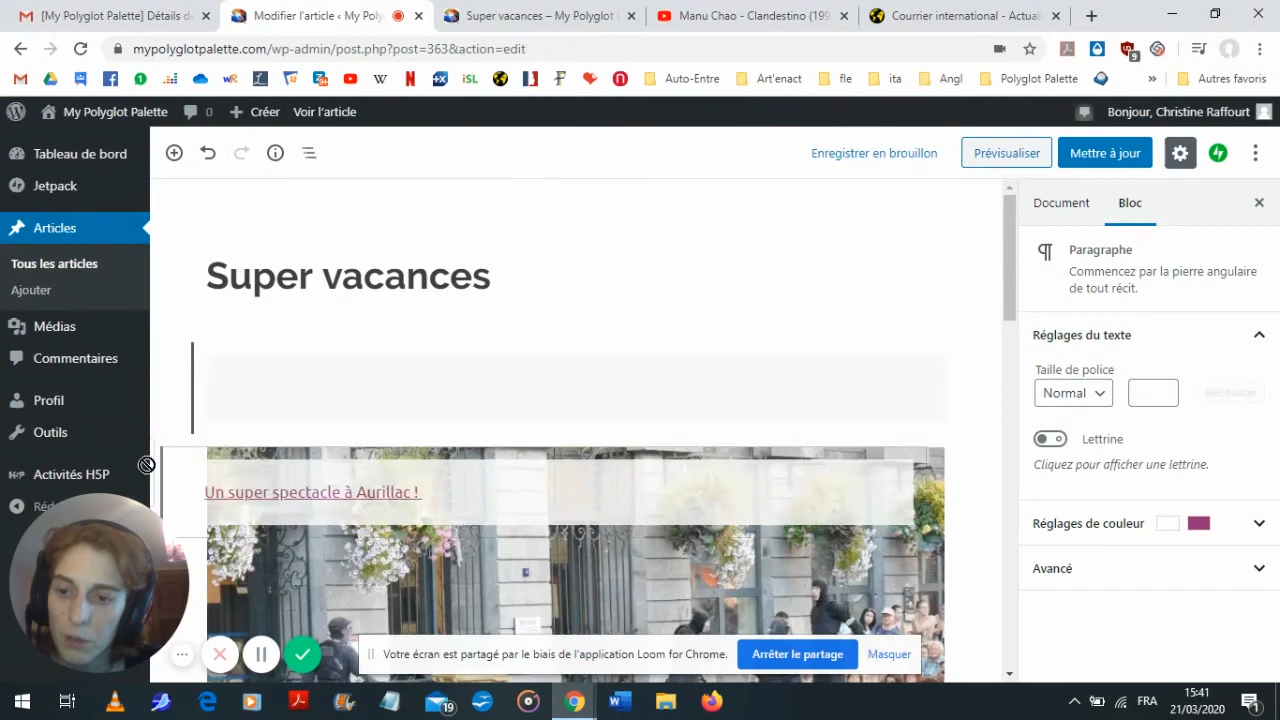 [My Polyglot Palette] Détails de
Modifier l'article ‹ My Poly
Super vacances – My Polyglot
Manu Chao - Clandestino (199
Courrier international - Actuali
mypolyglotpalette.com/wp-admin/post.php?post=363&action=edit
9
Auto-Entre
Art'enact
fle
ita
Angl
Polyglot Palette
Autres favoris
My Polyglot Palette
0
Créer
Voir l'article
Bonjour, Christine Raffourt
Tableau de bord
Jetpack
Articles
Tous les articles
Ajouter
Médias
Commentaires
Profil
Outils
H5P
Activités H5P
Enregistrer en brouillon
Prévisualiser
Mettre à jour
Super vacances
Un super spectacle à Aurillac !
Document
Bloc
Paragraphe
Commencez par la pierre angulaire
de tout récit.
Réglages du texte
Taille de police
Normal
Réinitialiser
Lettrine
Cliquez pour afficher une lettrine.
Réglages de couleur
Avancé
Votre écran est partagé par le biais de l'application Loom for Chrome.
Arrêter le partage
Masquer
19
FRA
15:41
21/03/2020
1